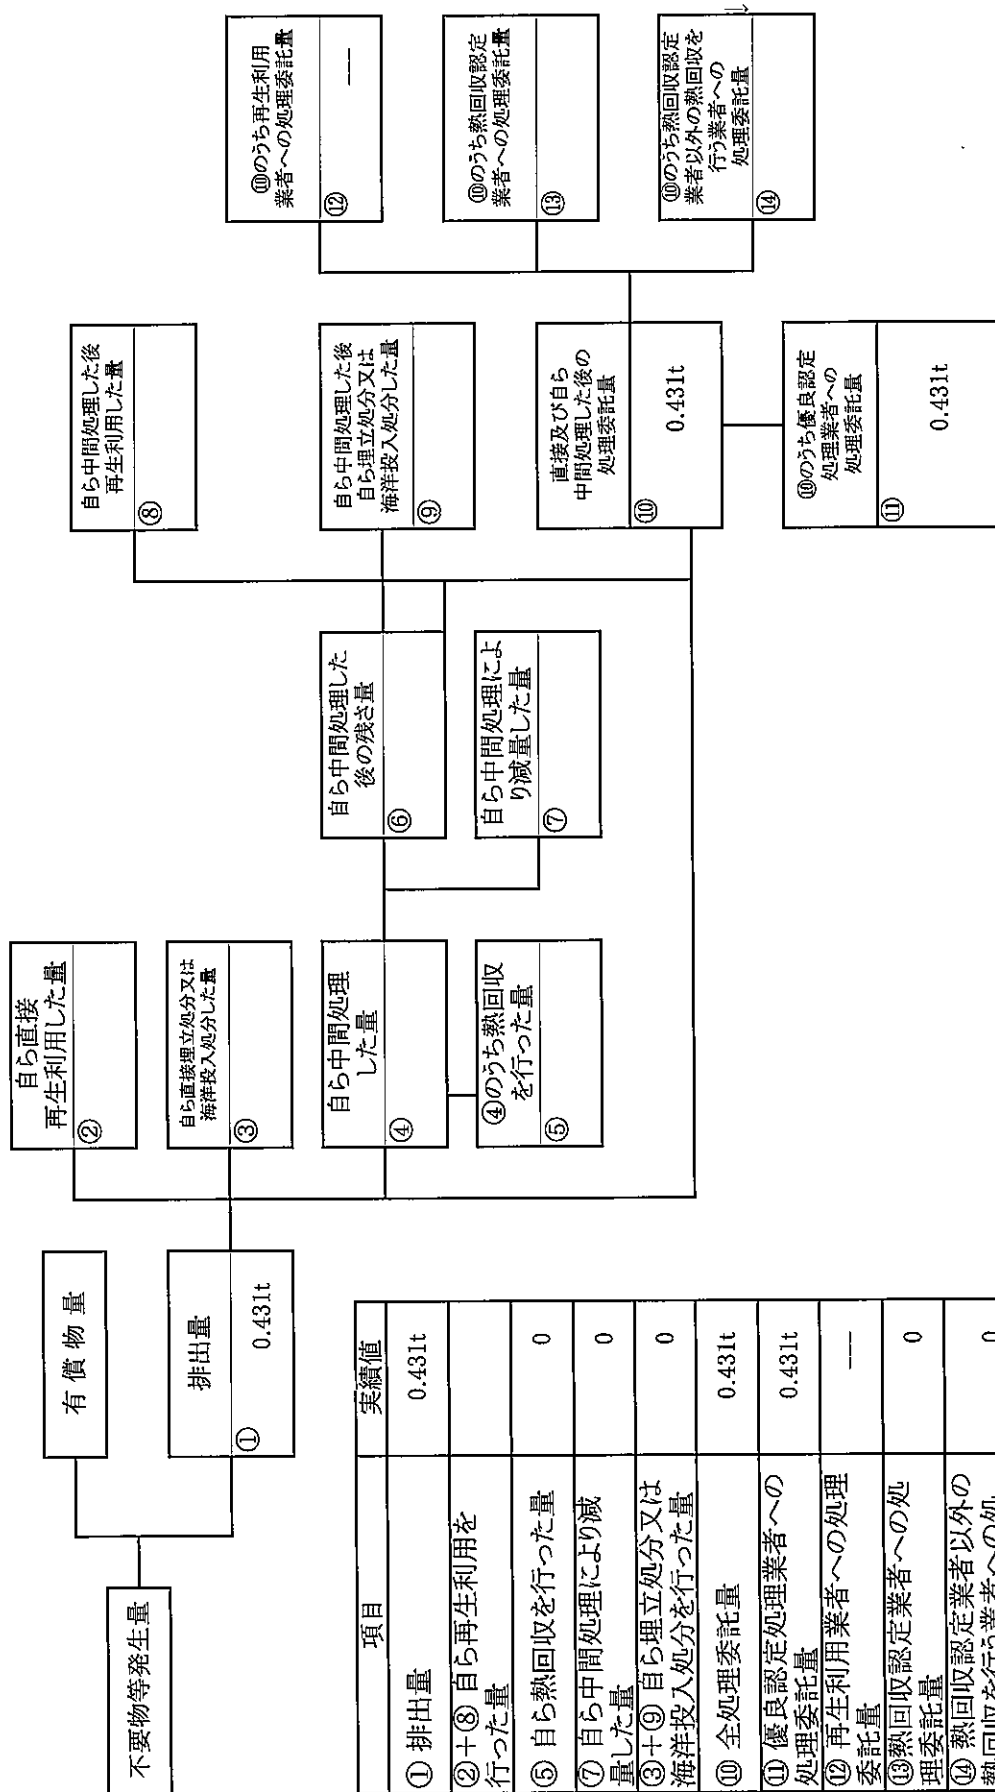 不要物等発生量
有償物量
排出量
① 0.431t
自ら直接
再生利用した量
②
自ら直接埋立処分又は
海洋投入処分した量
③
自ら中間処理
した量
④
④のうち熱回収
を行った量
⑤
自ら中間処理した
後の残さ量
⑥
自ら中間処理によ
り減量した量
⑦
自ら中間処理した後
再生利用した量
⑧
自ら中間処理した後
自ら埋立処分又は
海洋投入処分した量
⑨
直接及び自ら
中間処理した後の
処理委託量
⑩ 0.431t
⑩のうち優良認定
処理業者への
処理委託量
⑪ 0.431t
⑩のうち再生利用
業者への処理委託量
⑫ ―
⑩のうち熱回収認定
業者への処理委託量
⑬
⑩のうち熱回収認定
業者以外の熱回収を
行う業者への
処理委託量
⑭
項目 実績値
① 排出量 0.431t
②+⑧ 自ら再生利用を
行った量
⑤ 自ら熱回収を行った量 0
⑦ 自ら中間処理により減
量した量 0
③+⑨ 自ら埋立処分又は
海洋投入処分を行った量 0
⑩ 全処理委託量 0.431t
⑪ 優良認定処理業者への
処理委託量 0.431t
⑫ 再生利用業者への処理
委託量 ―
⑬熱回収認定業者への処
理委託量 0
⑭ 熱回収認定業者以外の
熱回収を行う業者への処 0